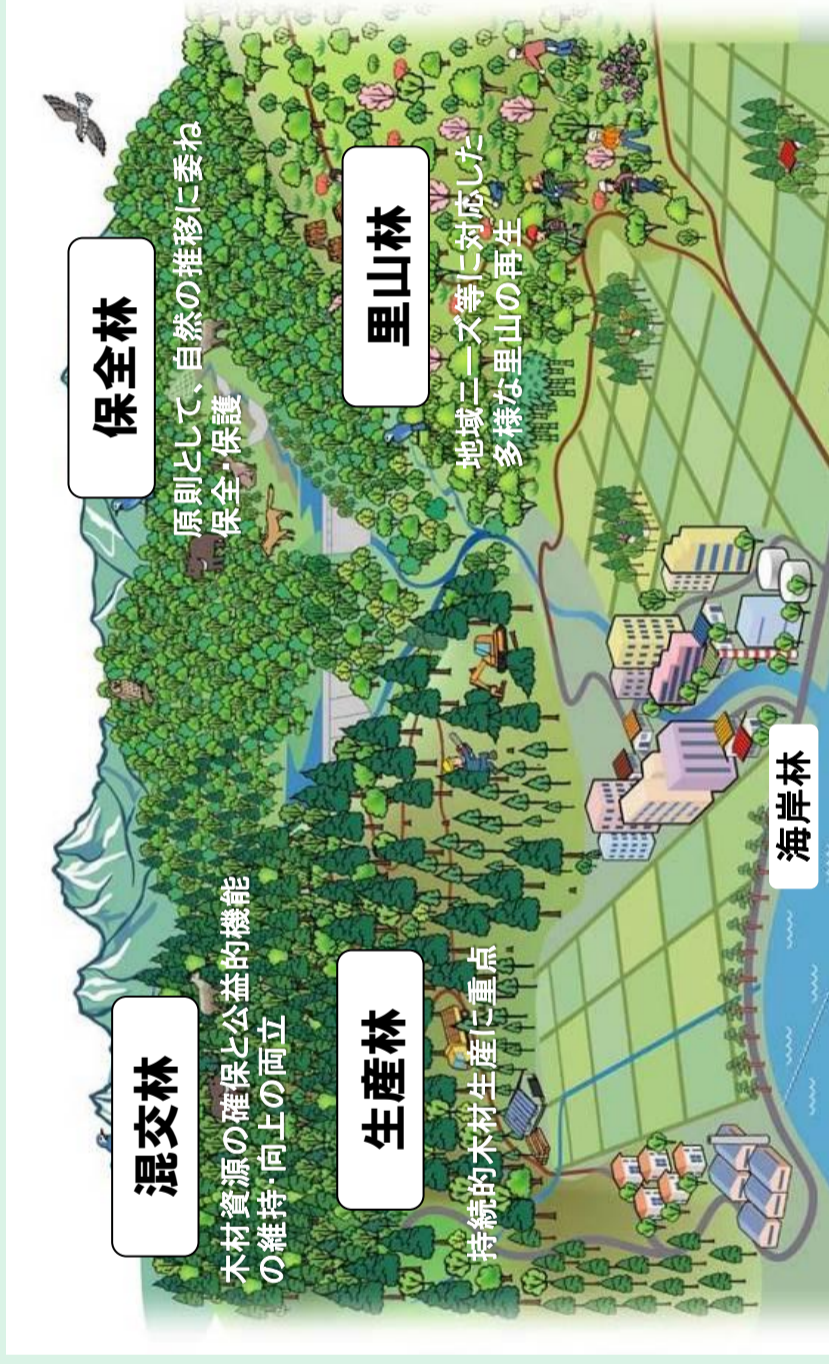 混交林
木材資源の確保と公益的機能
の維持・向上の両立
保全林
原則として、自然の推移に委ね
保全・保護
生産林
持続的木材生産に重点
里山林
地域ニーズ等に対応した
多様な里山の再生
海岸林